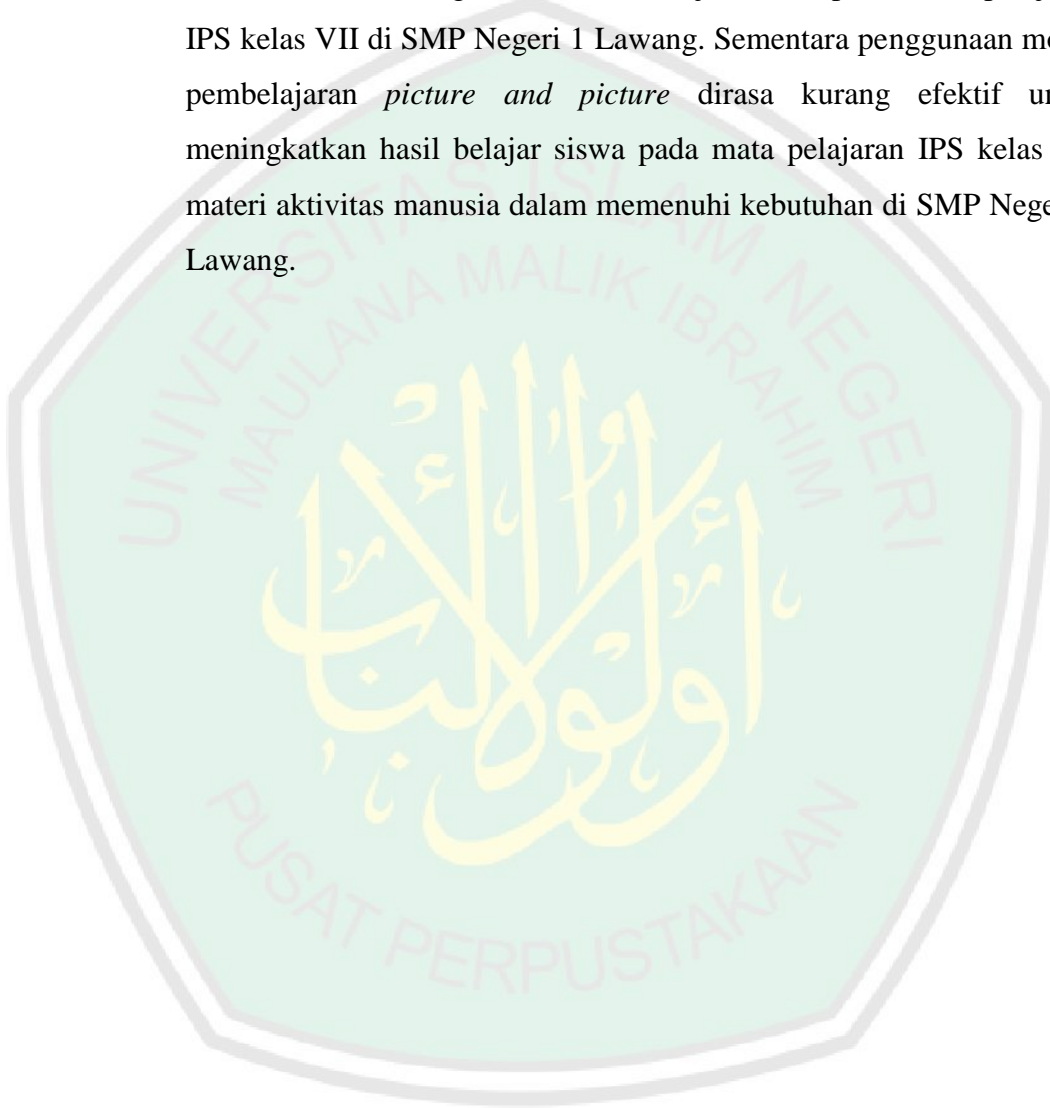 IPS kelas VII di SMP Negeri 1 Lawang. Sementara penggunaan mo
pembelajaran picture and picture dirasa kurang efektif un
meningkatkan hasil belajar siswa pada mata pelajaran IPS kelas
materi aktivitas manusia dalam memenuhi kebutuhan di SMP Nege
Lawang.
UNIVERSITAS ISLAM NEGERI
MAULANA MALIK IBRAHIM
أولوا الألباب
PUSAT PERPUSTAKAAN